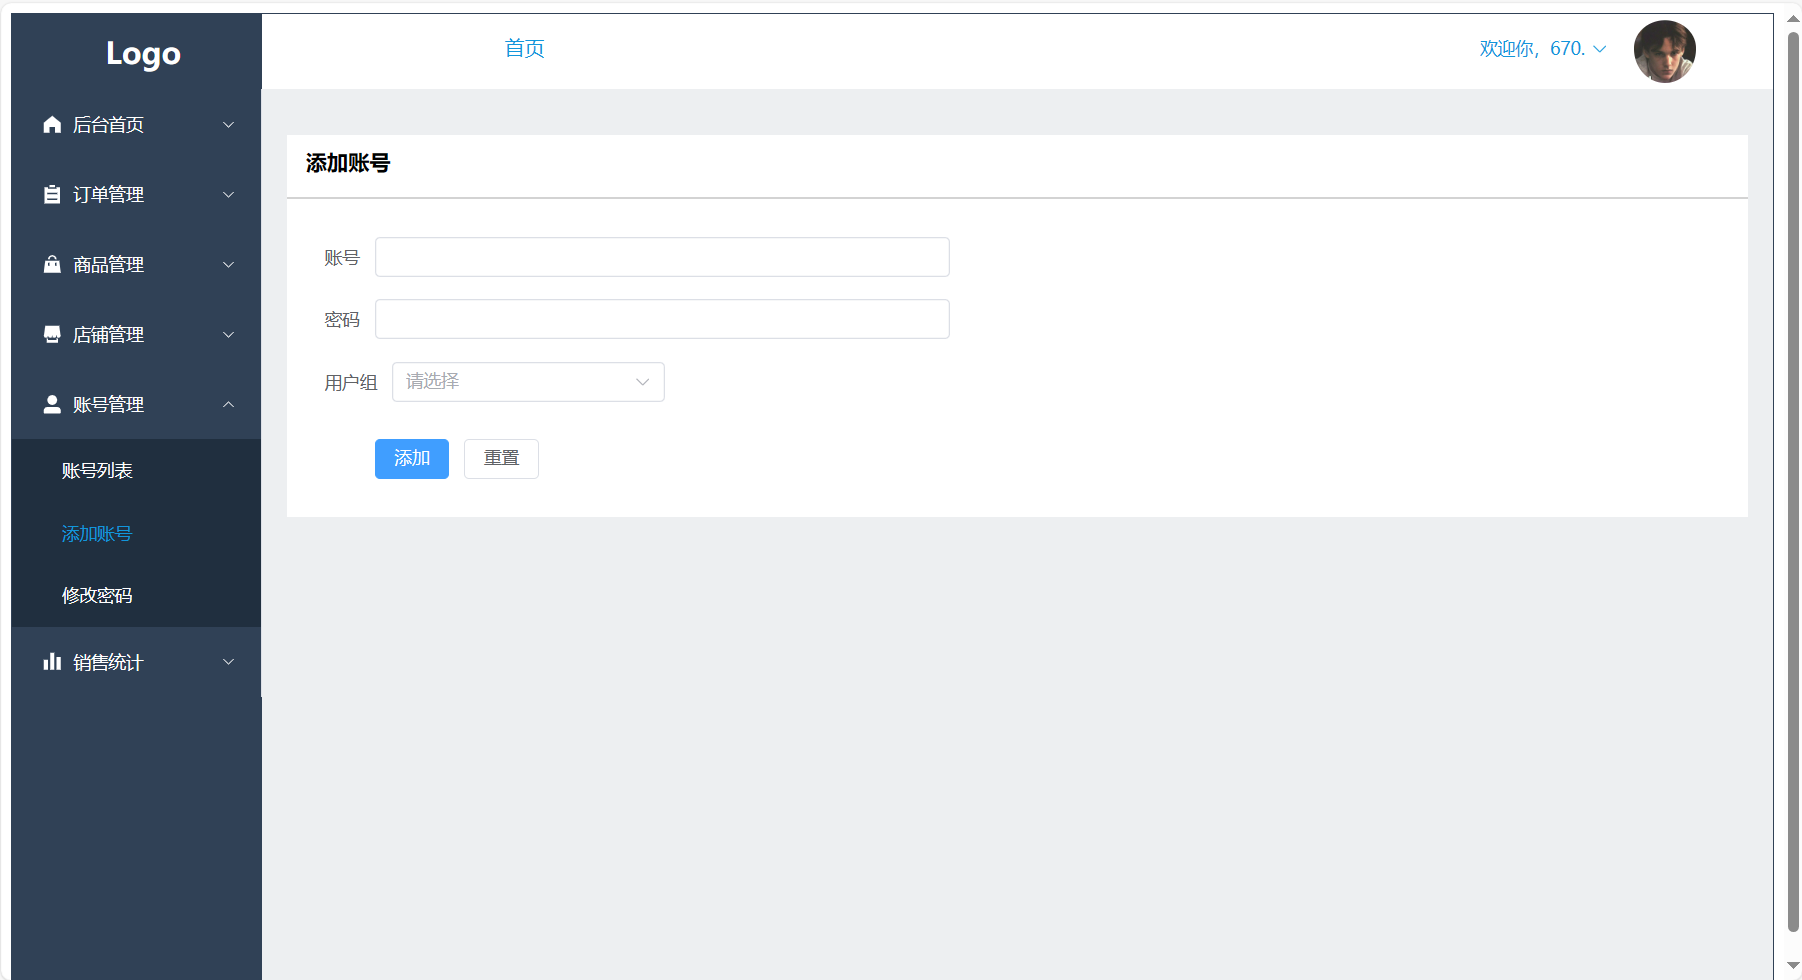 Logo
首页
欢迎你，670.
后台首页
订单管理
商品管理
店铺管理
账号管理
账号列表
添加账号
修改密码
销售统计
添加账号
账号
密码
用户组 请选择
添加 重置